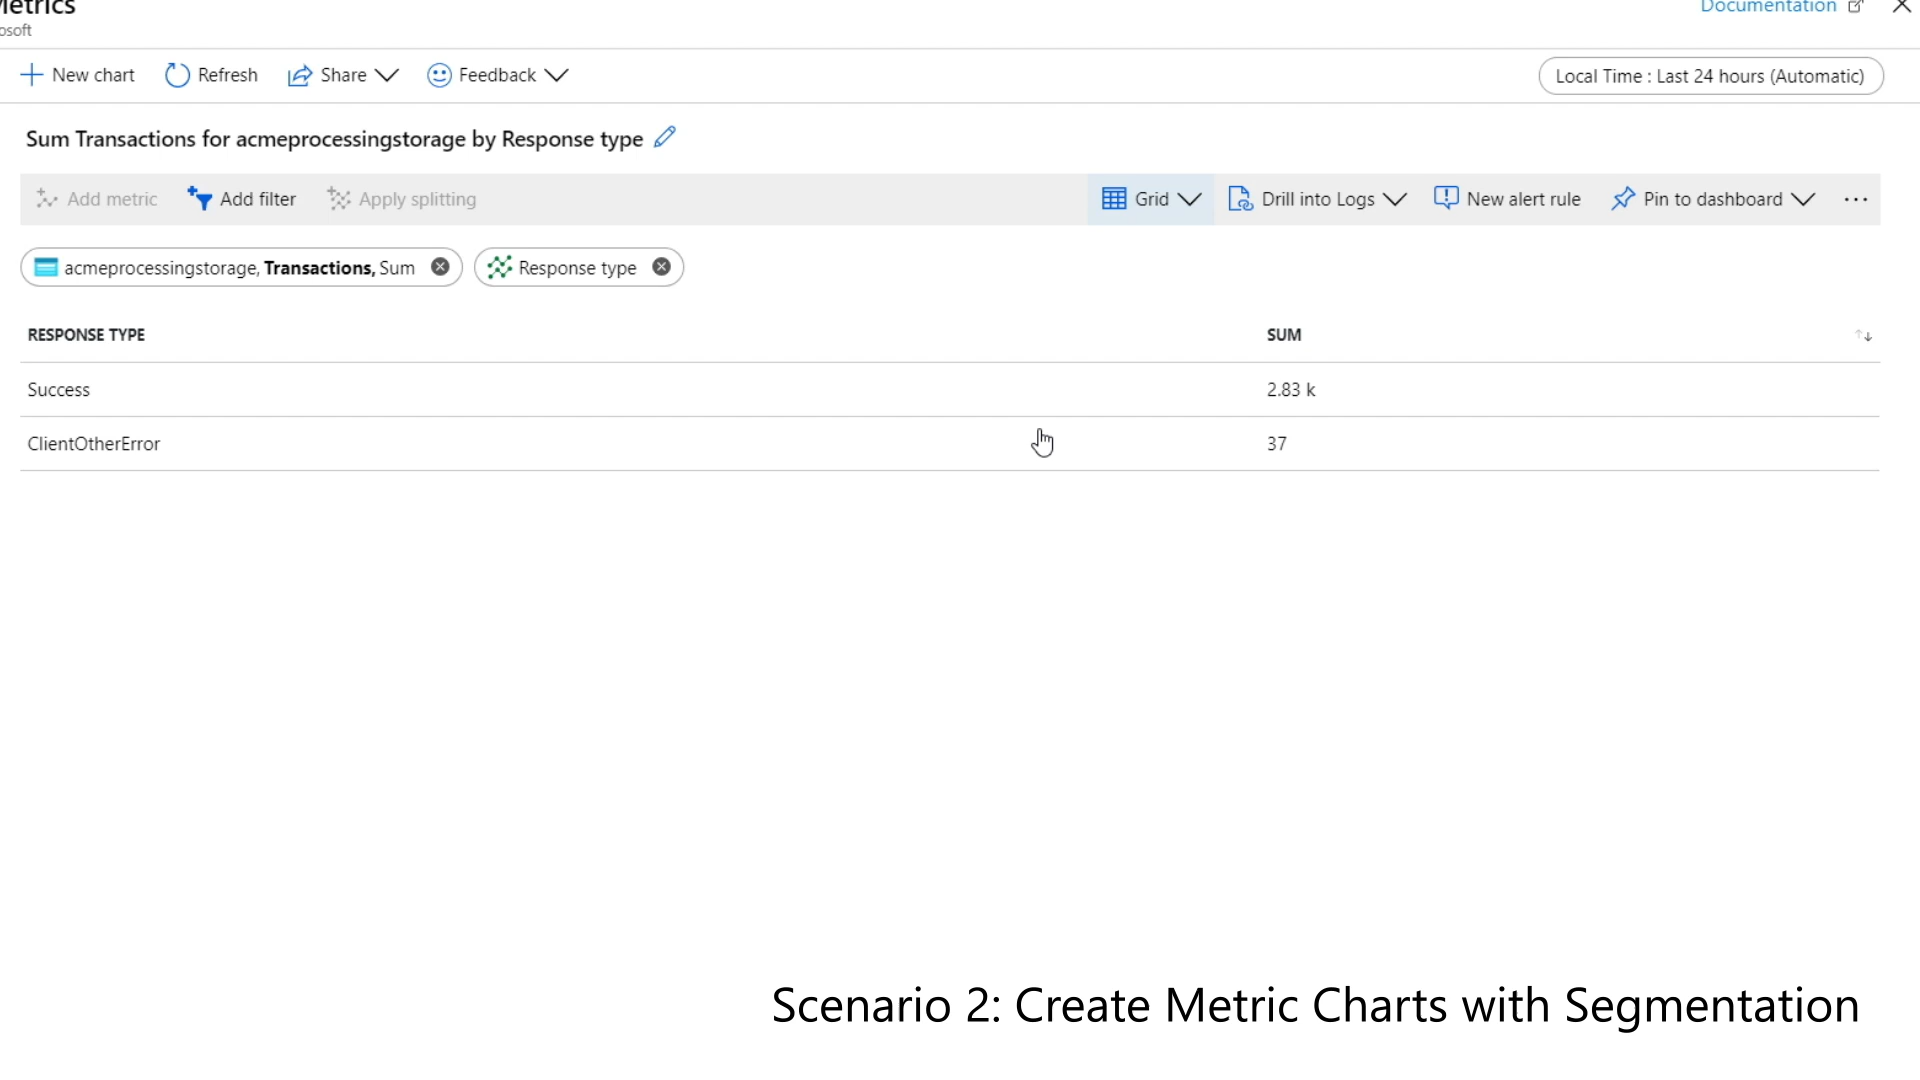 Metrics
Documentation
osoft
New chart Refresh Share Feedback Local Time : Last 24 hours (Automatic)
Sum Transactions for acmeprocessingstorage by Response type
Add metric Add filter Apply splitting Grid Drill into Logs New alert rule Pin to dashboard ...
acmeprocessingstorage, Transactions, Sum Response type
RESPONSE TYPE SUM
Success 2.83 k
ClientOtherError 37
Scenario 2: Create Metric Charts with Segmentation